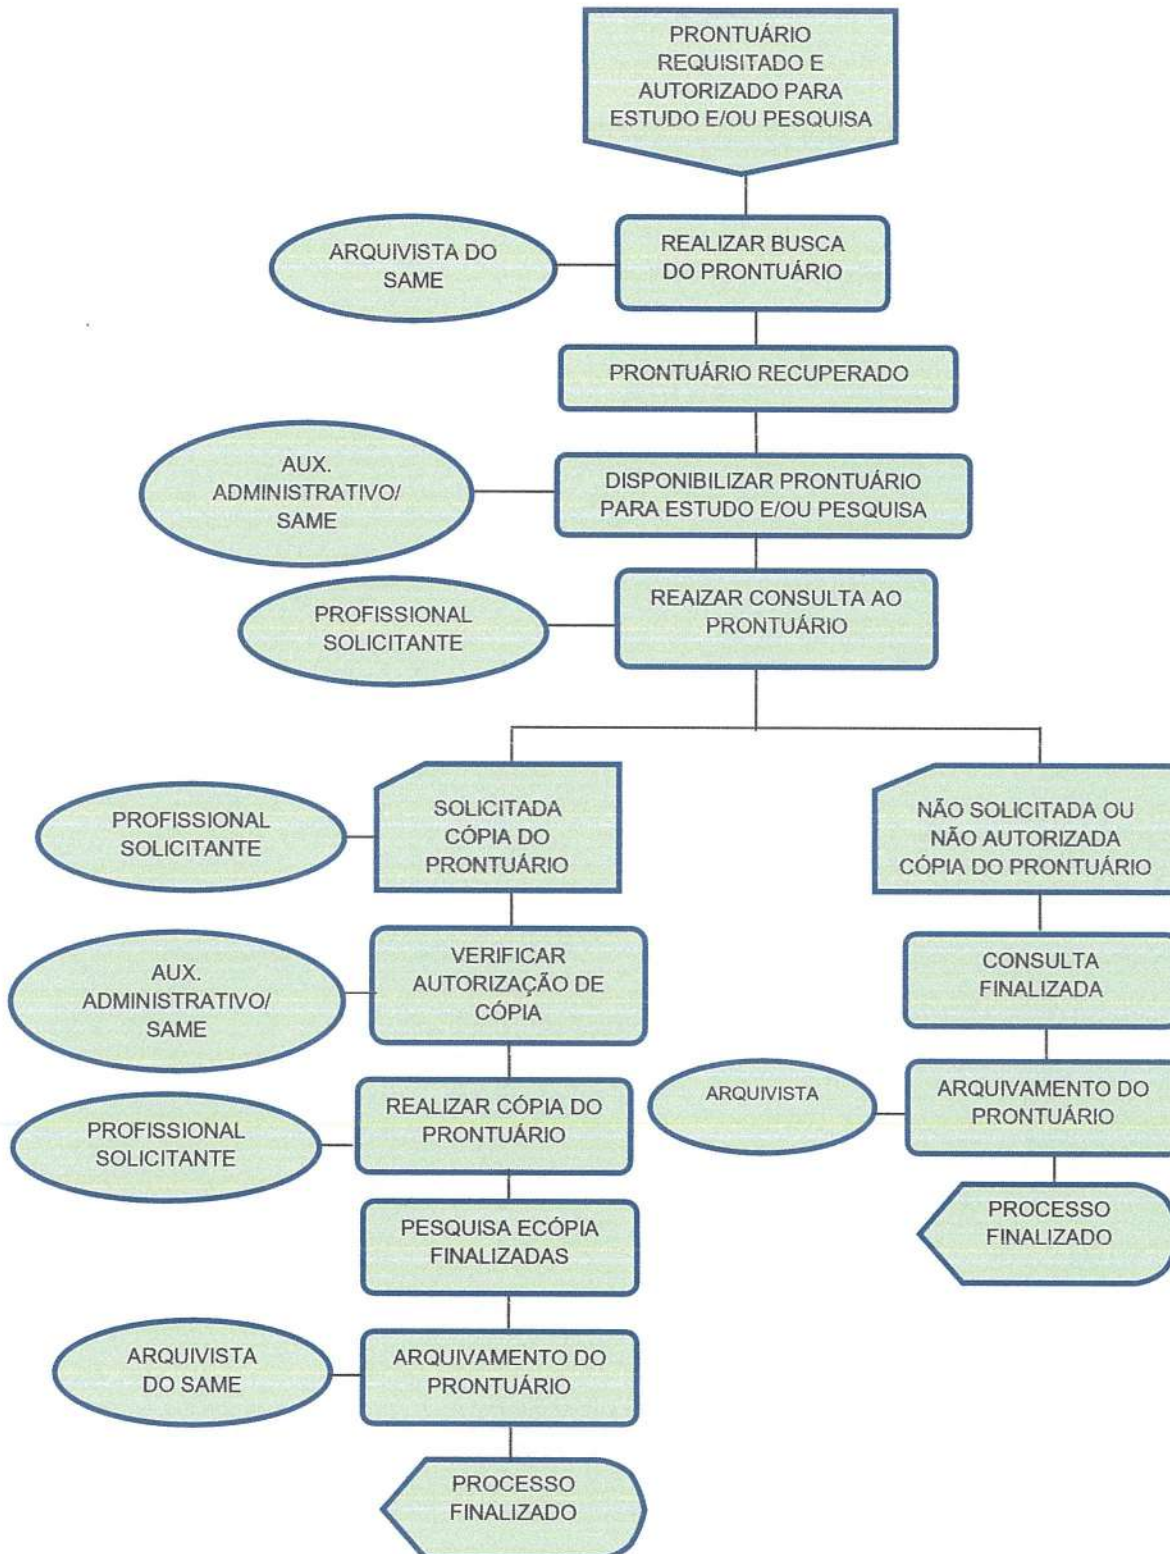 PRONTUÁRIO
REQUISITADO E
AUTORIZADO PARA
ESTUDO E/OU PESQUISA
ARQUIVISTA DO
SAME
REALIZAR BUSCA
DO PRONTUÁRIO
PRONTUÁRIO RECUPERADO
AUX.
ADMINISTRATIVO/
SAME
DISPONIBILIZAR PRONTUÁRIO
PARA ESTUDO E/OU PESQUISA
PROFISSIONAL
SOLICITANTE
REAIZAR CONSULTA AO
PRONTUÁRIO
PROFISSIONAL
SOLICITANTE
SOLICITADA
CÓPIA DO
PRONTUÁRIO
NÃO SOLICITADA OU
NÃO AUTORIZADA
CÓPIA DO PRONTUÁRIO
AUX.
ADMINISTRATIVO/
SAME
VERIFICAR
AUTORIZAÇÃO DE
CÓPIA
CONSULTA
FINALIZADA
PROFISSIONAL
SOLICITANTE
REALIZAR CÓPIA DO
PRONTUÁRIO
ARQUIVISTA
ARQUIVAMENTO DO
PRONTUÁRIO
PESQUISA ECÓPIA
FINALIZADAS
PROCESSO
FINALIZADO
ARQUIVISTA
DO SAME
ARQUIVAMENTO DO
PRONTUÁRIO
PROCESSO
FINALIZADO